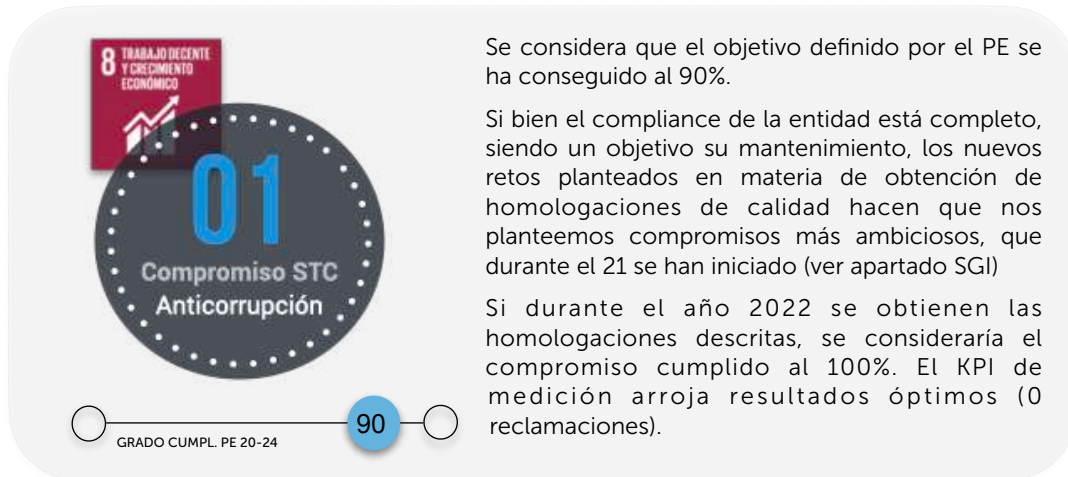 8 TRABAJO DECENTE
Y CRECIMIENTO
ECONÓMICO
01
Compromiso STC
Anticorrupción
90
GRADO CUMPL. PE 20-24
Se considera que el objetivo definido por el PE se
ha conseguido al 90%.
Si bien el compliance de la entidad está completo,
siendo un objetivo su mantenimiento, los nuevos
retos planteados en materia de obtención de
homologaciones de calidad hacen que nos
planteemos compromisos más ambiciosos, que
durante el 21 se han iniciado (ver apartado SGI)
Si durante el año 2022 se obtienen las
homologaciones descritas, se consideraría el
compromiso cumplido al 100%. El KPI de
medición arroja resultados óptimos (0
reclamaciones).